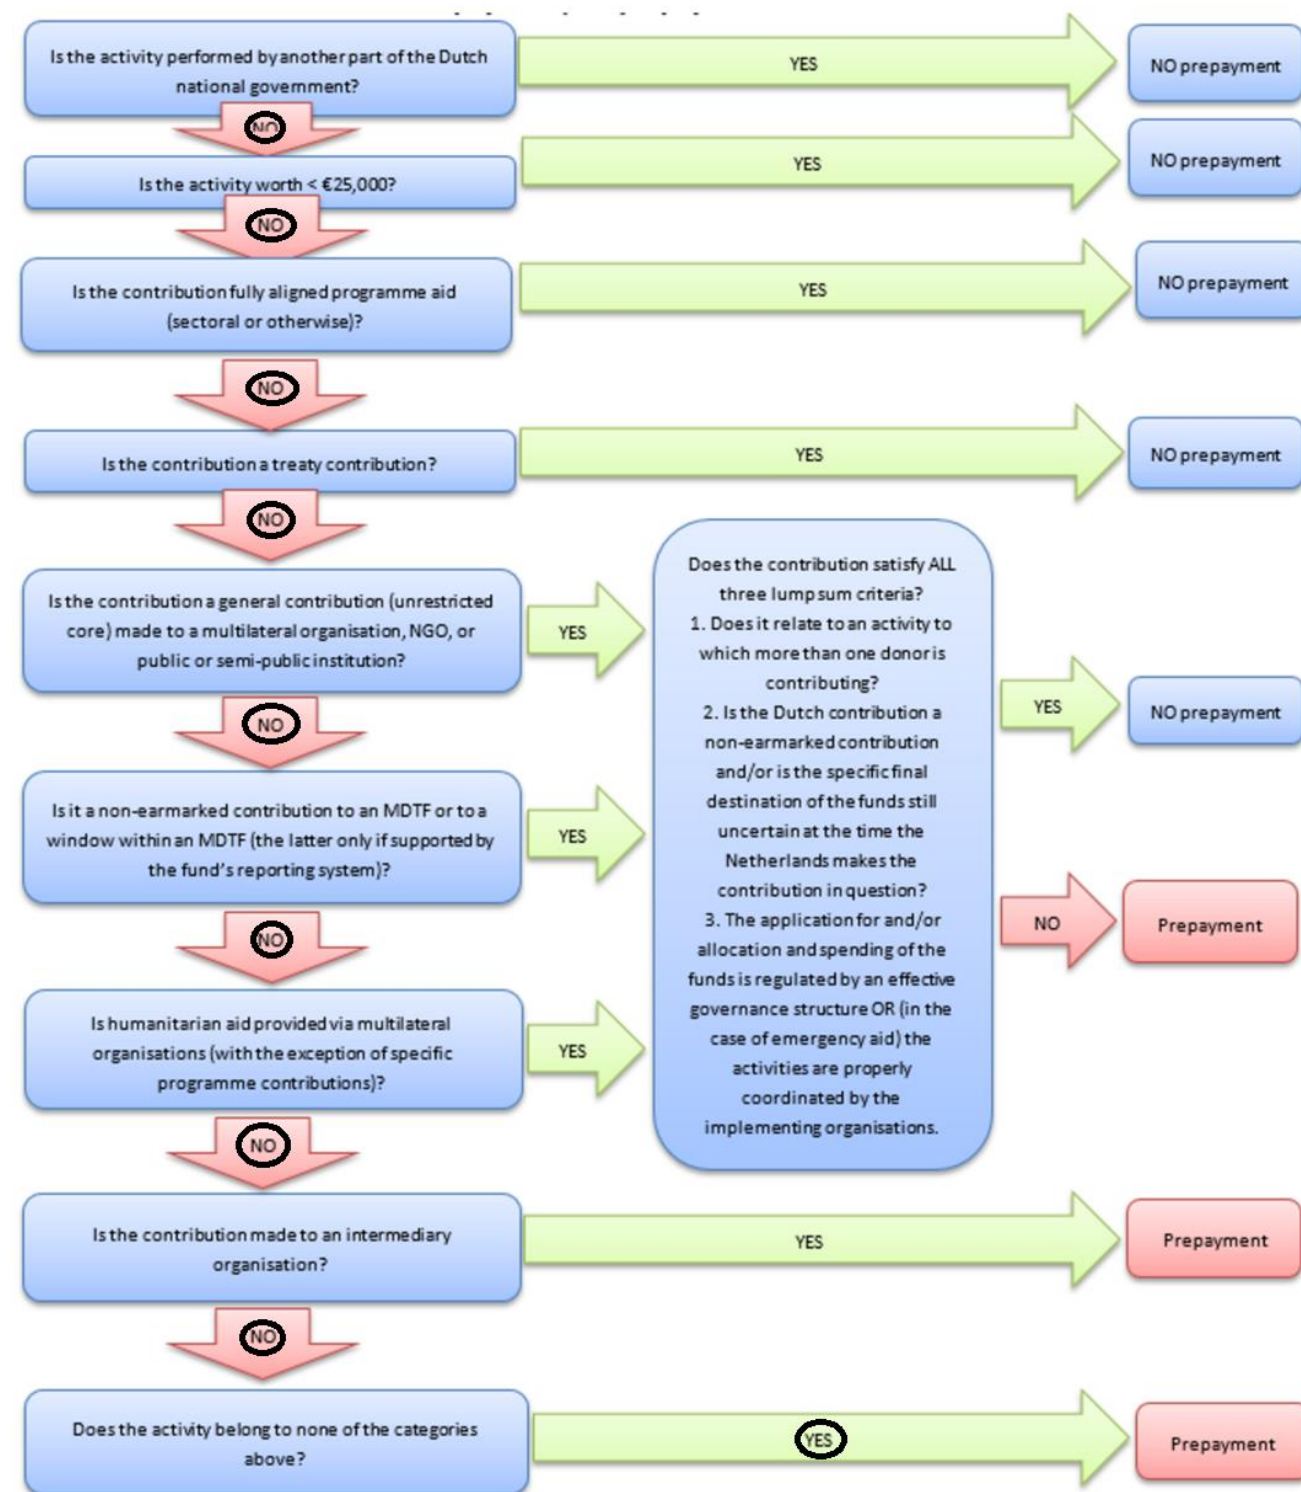 Is the activity performed by another part of the Dutch
national government?
YES
NO prepayment
NO
Is the activity worth < €25,000?
YES
NO prepayment
NO
Is the contribution fully aligned programme aid
(sectoral or otherwise)?
YES
NO prepayment
NO
Is the contribution a treaty contribution?
YES
NO prepayment
NO
Is the contribution a general contribution (unrestricted
core) made to a multilateral organisation, NGO, or
public or semi-public institution?
YES
NO
Is it a non-earmarked contribution to an MDTF or to a
window within an MDTF (the latter only if supported by
the fund's reporting system)?
YES
NO
Is humanitarian aid provided via multilateral
organisations (with the exception of specific
programme contributions)?
YES
Does the contribution satisfy ALL
three lump sum criteria?
1. Does it relate to an activity to
which more than one donor is
contributing?
2. Is the Dutch contribution a
non-earmarked contribution
and/or is the specific final
destination of the funds still
uncertain at the time the
Netherlands makes the
contribution in question?
3. The application for and/or
allocation and spending of the
funds is regulated by an effective
governance structure OR (in the
case of emergency aid) the
activities are properly
coordinated by the
implementing organisations.
YES
NO prepayment
NO
Prepayment
NO
Is the contribution made to an intermediary
organisation?
YES
Prepayment
NO
Does the activity belong to none of the categories
above?
YES
Prepayment